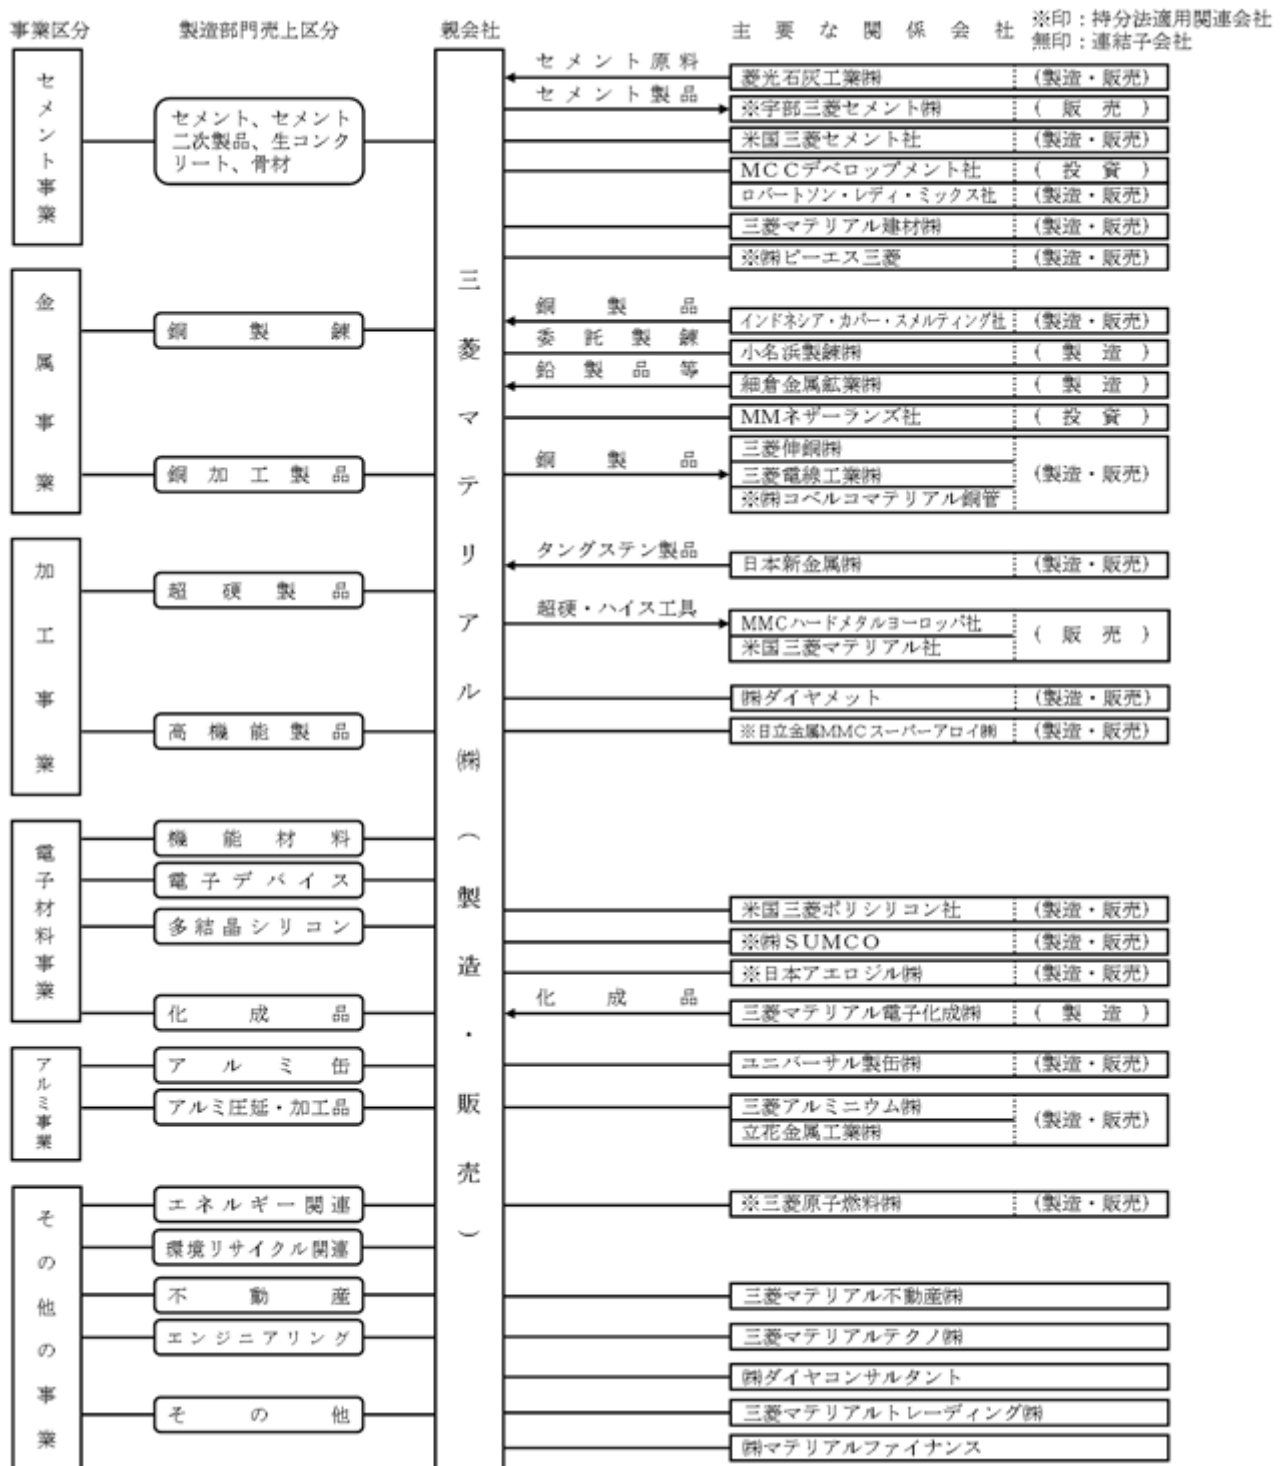 事業区分 製造部門売上区分 親会社 主要な関係会社 ※印：持分法適用関連会社
無印：連結子会社
セメント事業
セメント、セメント
二次製品、生コンク
リート、骨材
三菱マテリアル㈱（製造・販売）
セメント原料
菱光石灰工業㈱ (製造・販売)
セメント製品
※宇部三菱セメント㈱ (販売)
米国三菱セメント社 (製造・販売)
MCCデベロップメント社 (投資)
ロバートソン・レディ・ミックス社 (製造・販売)
三菱マテリアル建材㈱ (製造・販売)
※㈱ピーエス三菱 (製造・販売)
金属事業
銅製錬
銅製品
インドネシア・カパー・スメルティング社 (製造・販売)
委託製錬
小名浜製錬㈱ (製造)
鉛製品等
細倉金属鉱業㈱ (製造)
MMネザーランズ社 (投資)
銅加工製品
銅製品
三菱伸銅㈱
三菱電線工業㈱ (製造・販売)
※㈱コベルコマテリアル銅管
加工事業
超硬製品
タングステン製品
日本新金属㈱ (製造・販売)
超硬・ハイス工具
MMCハードメタルヨーロッパ社
米国三菱マテリアル社 (販売)
高機能製品
㈱ダイヤメット (製造・販売)
※日立金属MMCスーパーアロイ㈱ (製造・販売)
電子材料事業
機能材料
電子デバイス
多結晶シリコン
米国三菱ポリシリコン社 (製造・販売)
※㈱SUMCO (製造・販売)
※日本アエロジル㈱ (製造・販売)
化成品
化成品
三菱マテリアル電子化成㈱ (製造)
アルミ事業
アルミ缶
ユニバーサル製缶㈱ (製造・販売)
アルミ圧延・加工品
三菱アルミニウム㈱
立花金属工業㈱ (製造・販売)
その他の事業
エネルギー関連
※三菱原子燃料㈱ (製造・販売)
環境リサイクル関連
不動産
三菱マテリアル不動産㈱
エンジニアリング
三菱マテリアルテクノ㈱
㈱ダイヤコンサルタント
その他
三菱マテリアルトレーディング㈱
㈱マテリアルファイナンス